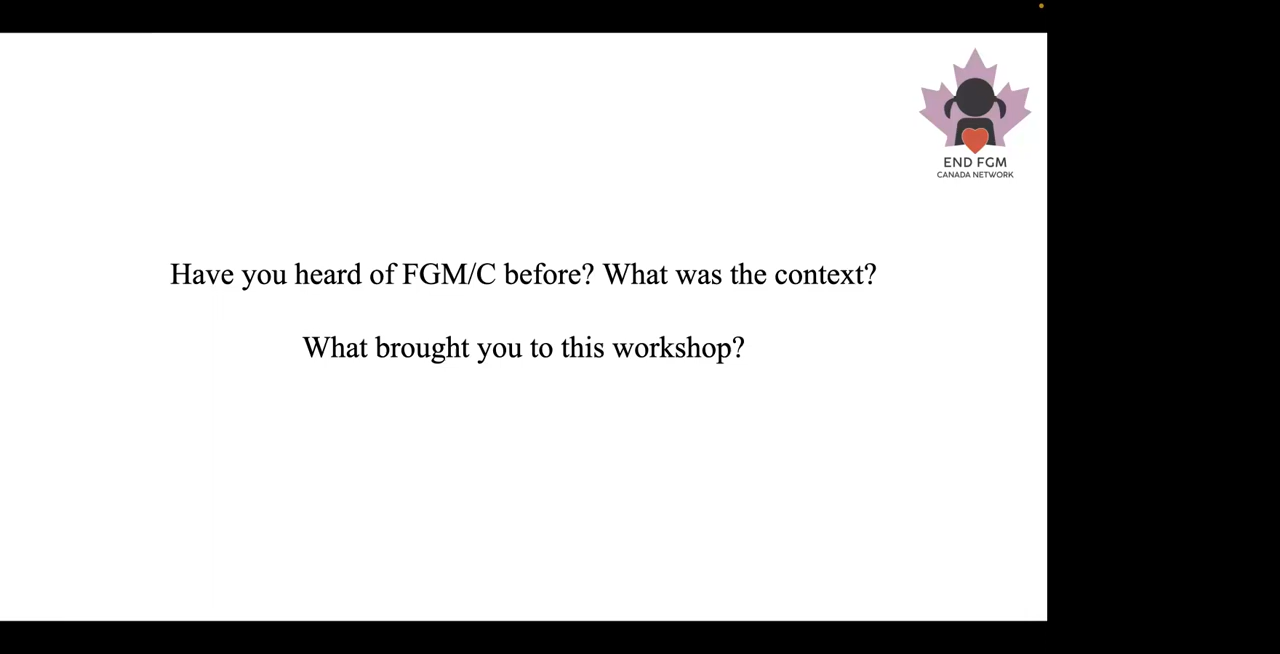 END FGM
CANADA NETWORK
Have you heard of FGM/C before? What was the context?
What brought you to this workshop?